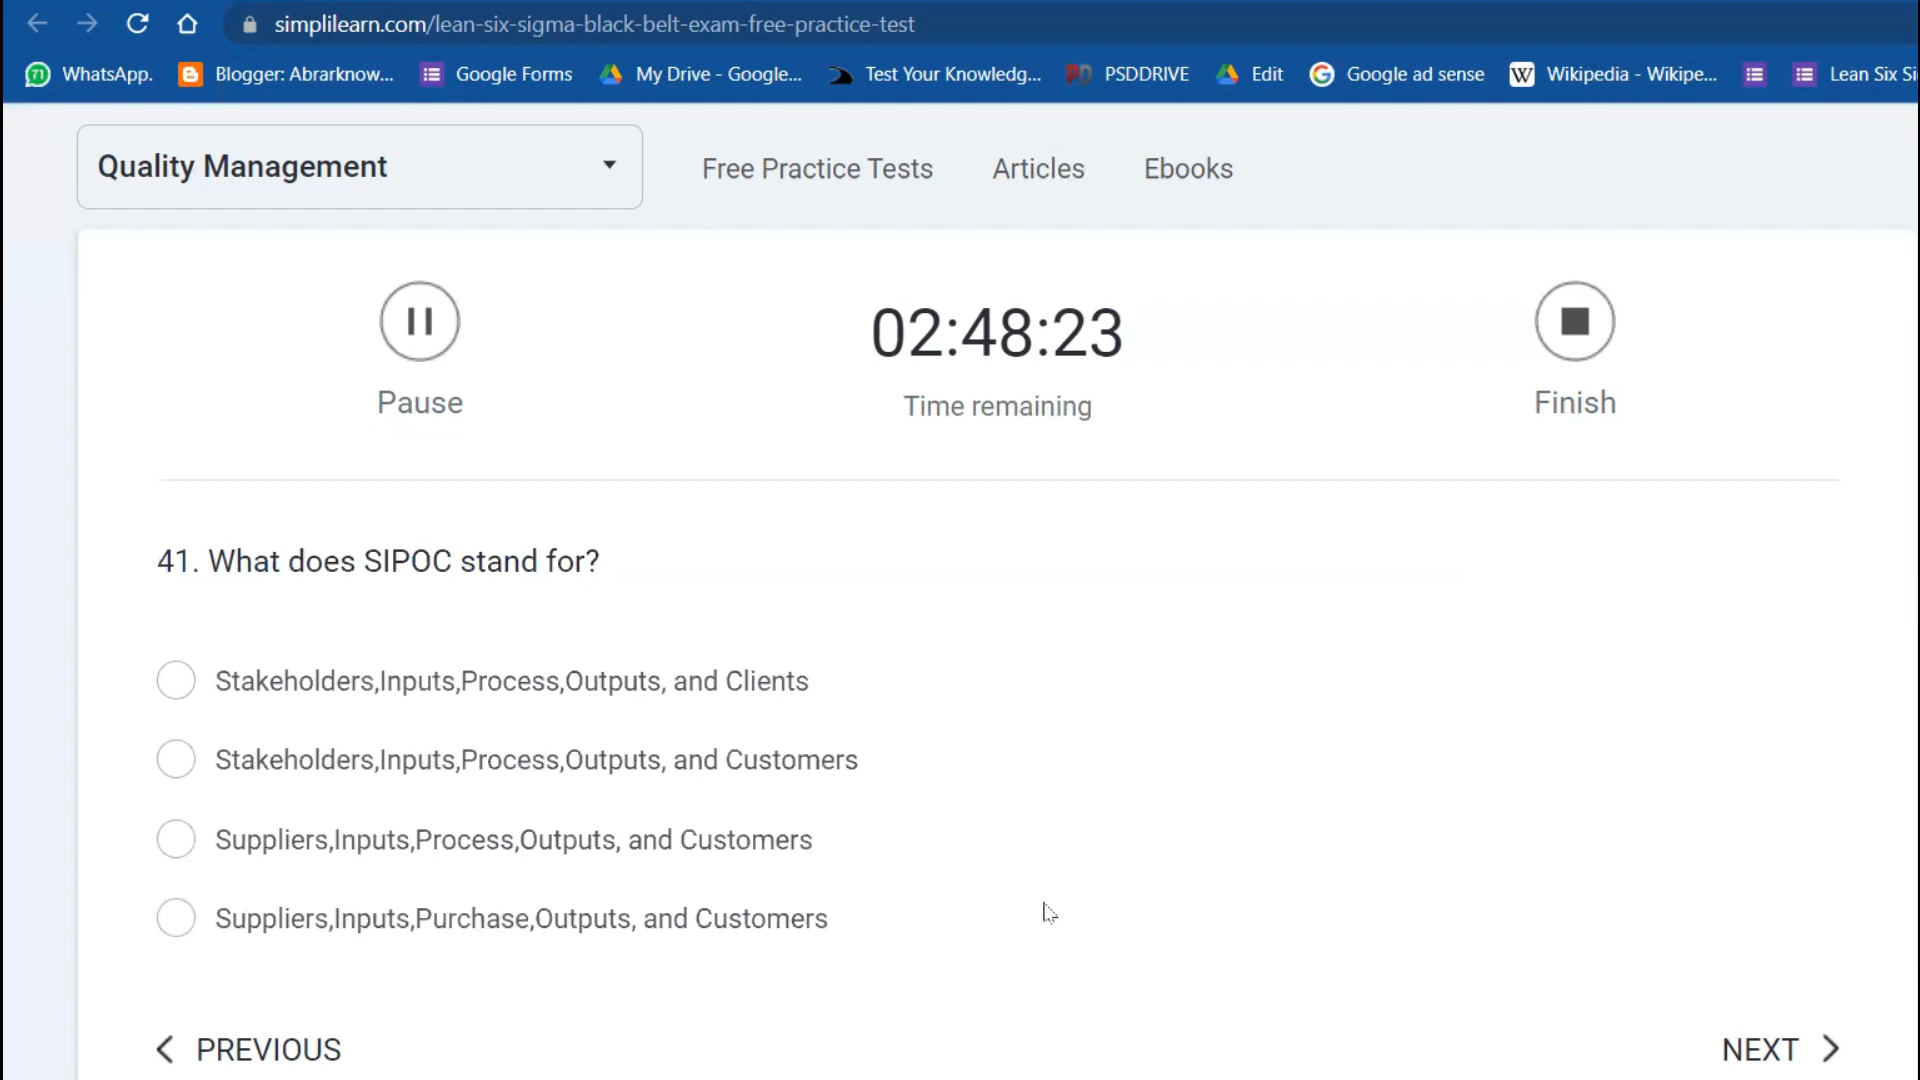 simplilearn.com/lean-six-sigma-black-belt-exam-free-practice-test
71 WhatsApp. Blogger: Abrarknow... Google Forms My Drive - Google... Test Your Knowledg... PD PSDDRIVE Edit G Google ad sense W Wikipedia - Wikipe... Lean Six Si
Quality Management Free Practice Tests Articles Ebooks
02:48:23
Pause Time remaining Finish
41. What does SIPOC stand for?
Stakeholders,Inputs,Process,Outputs, and Clients
Stakeholders,Inputs,Process,Outputs, and Customers
Suppliers,Inputs,Process,Outputs, and Customers
Suppliers,Inputs,Purchase,Outputs, and Customers
PREVIOUS NEXT